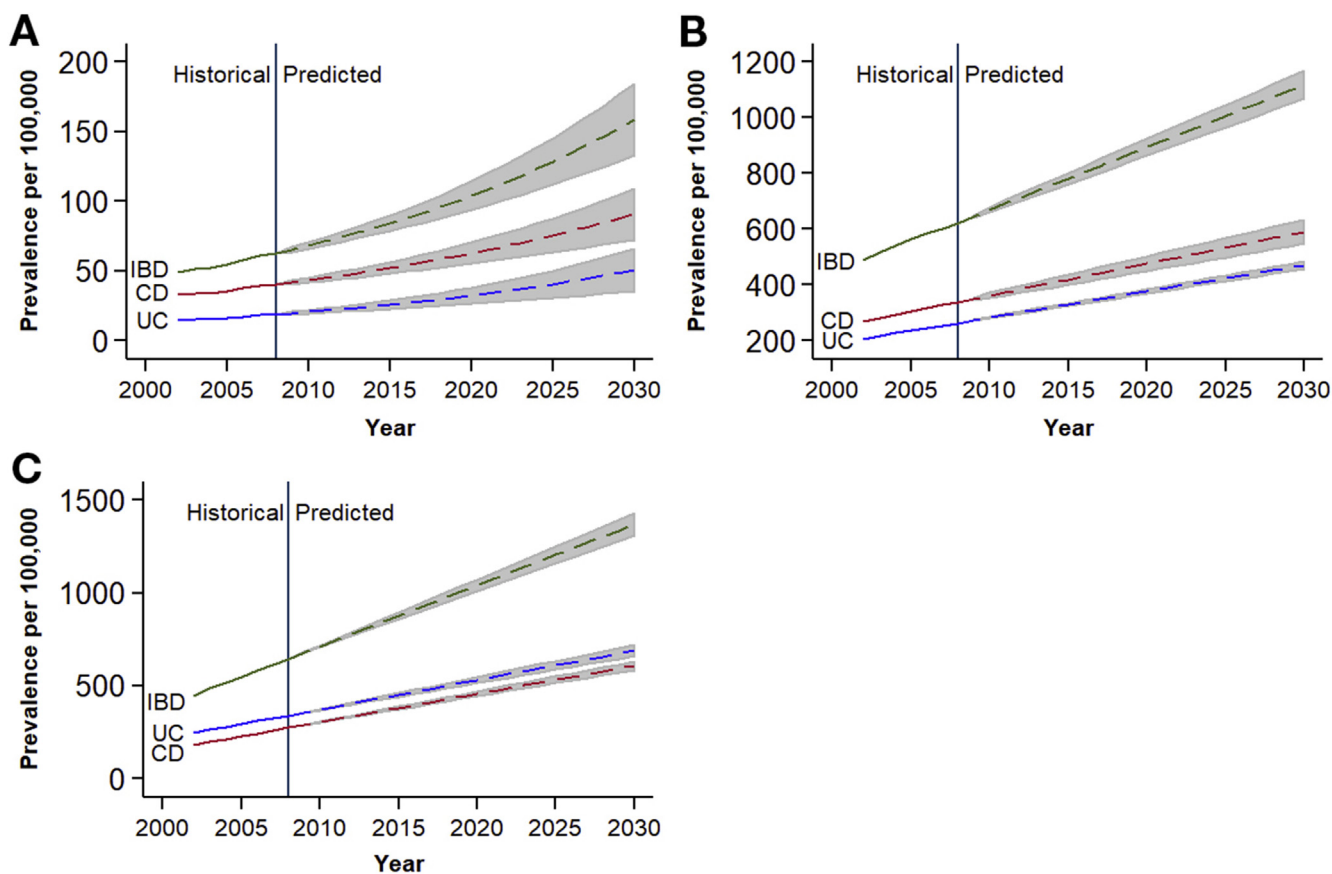 A
Prevalence per 100,000
200
150
100
50
0
Historical
Predicted
IBD
CD
UC
2000 2005 2010 2015 2020 2025 2030
Year
B
Prevalence per 100,000
1200
1000
800
600
400
200
Historical
Predicted
IBD
CD
UC
2000 2005 2010 2015 2020 2025 2030
Year
C
Prevalence per 100,000
1500
1000
500
0
Historical
Predicted
IBD
UC
CD
2000 2005 2010 2015 2020 2025 2030
Year